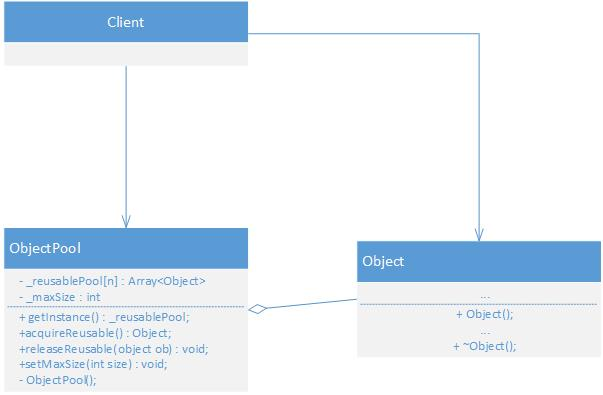 Client
ObjectPool
- _reusablePool[n] : Array<Object>
- _maxSize : int
+ getInstance() : _reusablePool;
+acquireReusable() : Object;
+releaseReusable(object ob) : void;
+setMaxSize(int size) : void;
- ObjectPool();
Object
...
+ Object();
...
+ ~Object();